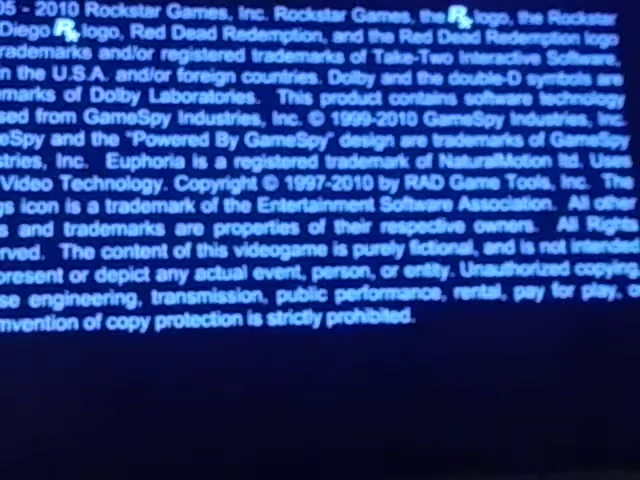 05 - 2010 Rockstar Games, Inc. Rockstar Games, the R* logo, the Rockstar
Diego R* logo, Red Dead Redemption, and the Red Dead Redemption logo
rademarks and/or registered trademarks of Take-Two Interactive Software,
n the U.S.A. and/or foreign countries. Dolby and the double-D symbols are
marks of Dolby Laboratories. This product contains software technology
sed from GameSpy Industries, Inc. © 1999-2010 GameSpy Industries, Inc.
eSpy and the "Powered By GameSpy" design are trademarks of GameSpy
stries, Inc. Euphoria is a registered trademark of NaturalMotion ltd. Uses
Video Technology. Copyright © 1997-2010 by RAD Game Tools, Inc. The
gs icon is a trademark of the Entertainment Software Association. All other
s and trademarks are properties of their respective owners. All Rights
rved. The content of this videogame is purely fictional, and is not intended
present or depict any actual event, person, or entity. Unauthorized copying,
se engineering, transmission, public performance, rental, pay for play, o
mvention of copy protection is strictly prohibited.